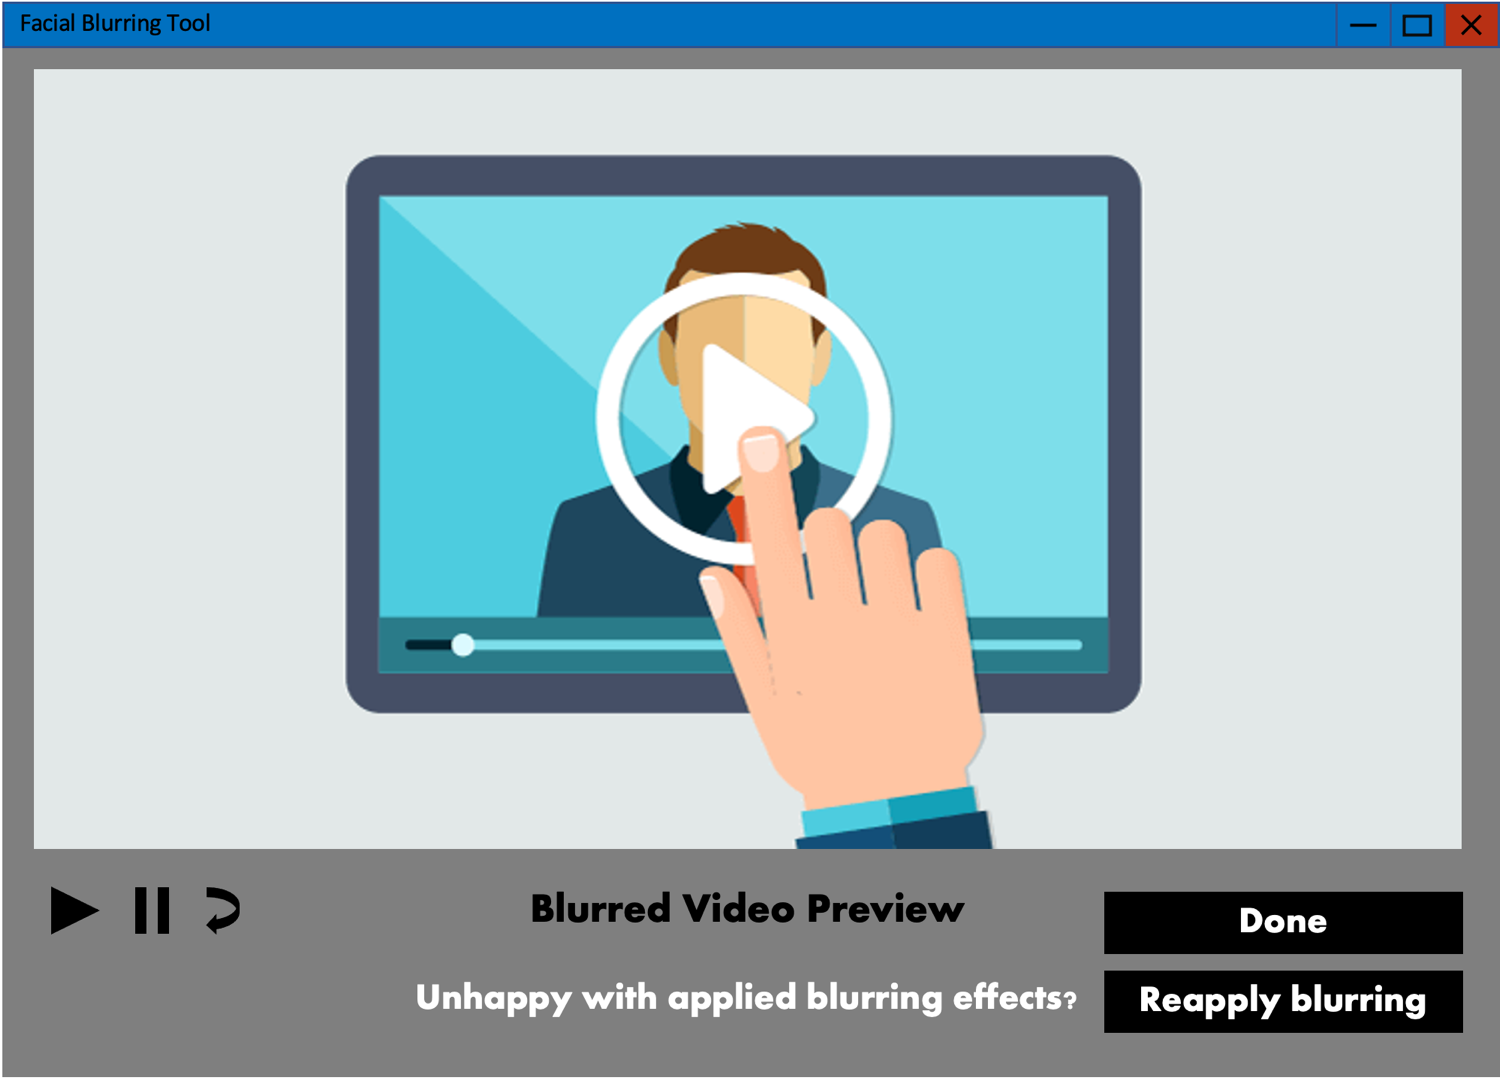 Facial Blurring Tool
Blurred Video Preview
Done
Unhappy with applied blurring effects?
Reapply blurring